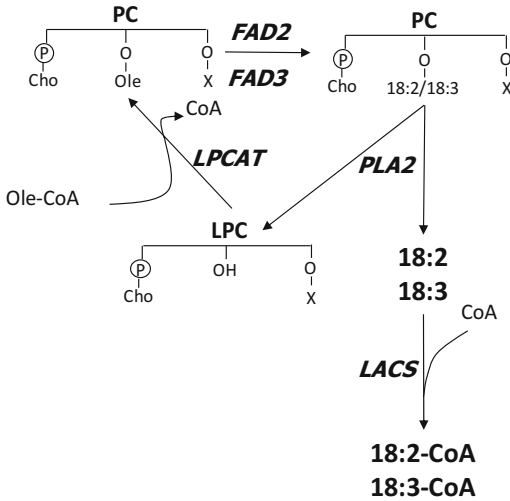 PC
PC
FAD2
P
O
O
P
O
O
Cho
Ole
X
FAD3
Cho
18:2/18:3
X
CoA
LPCAT
PLA2
Ole-CoA
LPC
P
OH
O
Cho
X
18:2
18:3
CoA
LACS
18:2-CoA
18:3-CoA